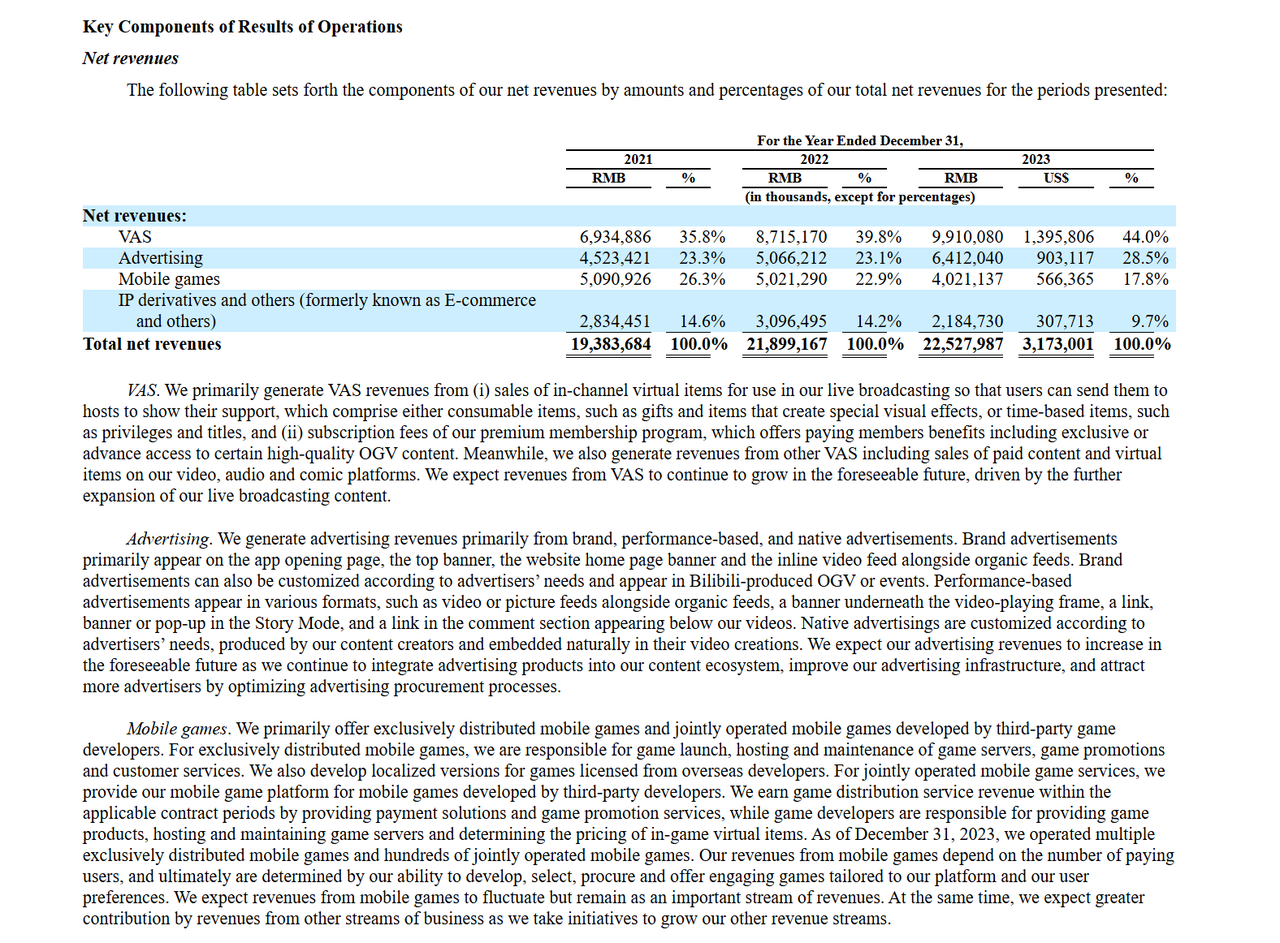 Key Components of Results of Operations
Net revenues
The following table sets forth the components of our net revenues by amounts and percentages of our total net revenues for the periods presented:
For the Year Ended December 31,
2021 2022 2023
RMB % RMB % RMB US$ %
(in thousands, except for percentages)
Net revenues:
VAS 6,934,886 35.8% 8,715,170 39.8% 9,910,080 1,395,806 44.0%
Advertising 4,523,421 23.3% 5,066,212 23.1% 6,412,040 903,117 28.5%
Mobile games 5,090,926 26.3% 5,021,290 22.9% 4,021,137 566,365 17.8%
IP derivatives and others (formerly known as E-commerce
and others) 2,834,451 14.6% 3,096,495 14.2% 2,184,730 307,713 9.7%
Total net revenues 19,383,684 100.0% 21,899,167 100.0% 22,527,987 3,173,001 100.0%
VAS. We primarily generate VAS revenues from (i) sales of in-channel virtual items for use in our live broadcasting so that users can send them to
hosts to show their support, which comprise either consumable items, such as gifts and items that create special visual effects, or time-based items, such
as privileges and titles, and (ii) subscription fees of our premium membership program, which offers paying members benefits including exclusive or
advance access to certain high-quality OGV content. Meanwhile, we also generate revenues from other VAS including sales of paid content and virtual
items on our video, audio and comic platforms. We expect revenues from VAS to continue to grow in the foreseeable future, driven by the further
expansion of our live broadcasting content.
Advertising. We generate advertising revenues primarily from brand, performance-based, and native advertisements. Brand advertisements
primarily appear on the app opening page, the top banner, the website home page banner and the inline video feed alongside organic feeds. Brand
advertisements can also be customized according to advertisers' needs and appear in Bilibili-produced OGV or events. Performance-based
advertisements appear in various formats, such as video or picture feeds alongside organic feeds, a banner underneath the video-playing frame, a link,
banner or pop-up in the Story Mode, and a link in the comment section appearing below our videos. Native advertisings are customized according to
advertisers' needs, produced by our content creators and embedded naturally in their video creations. We expect our advertising revenues to increase in
the foreseeable future as we continue to integrate advertising products into our content ecosystem, improve our advertising infrastructure, and attract
more advertisers by optimizing advertising procurement processes.
Mobile games. We primarily offer exclusively distributed mobile games and jointly operated mobile games developed by third-party game
developers. For exclusively distributed mobile games, we are responsible for game launch, hosting and maintenance of game servers, game promotions
and customer services. We also develop localized versions for games licensed from overseas developers. For jointly operated mobile game services, we
provide our mobile game platform for mobile games developed by third-party developers. We earn game distribution service revenue within the
applicable contract periods by providing payment solutions and game promotion services, while game developers are responsible for providing game
products, hosting and maintaining game servers and determining the pricing of in-game virtual items. As of December 31, 2023, we operated multiple
exclusively distributed mobile games and hundreds of jointly operated mobile games. Our revenues from mobile games depend on the number of paying
users, and ultimately are determined by our ability to develop, select, procure and offer engaging games tailored to our platform and our user
preferences. We expect revenues from mobile games to fluctuate but remain as an important stream of revenues. At the same time, we expect greater
contribution by revenues from other streams of business as we take initiatives to grow our other revenue streams.